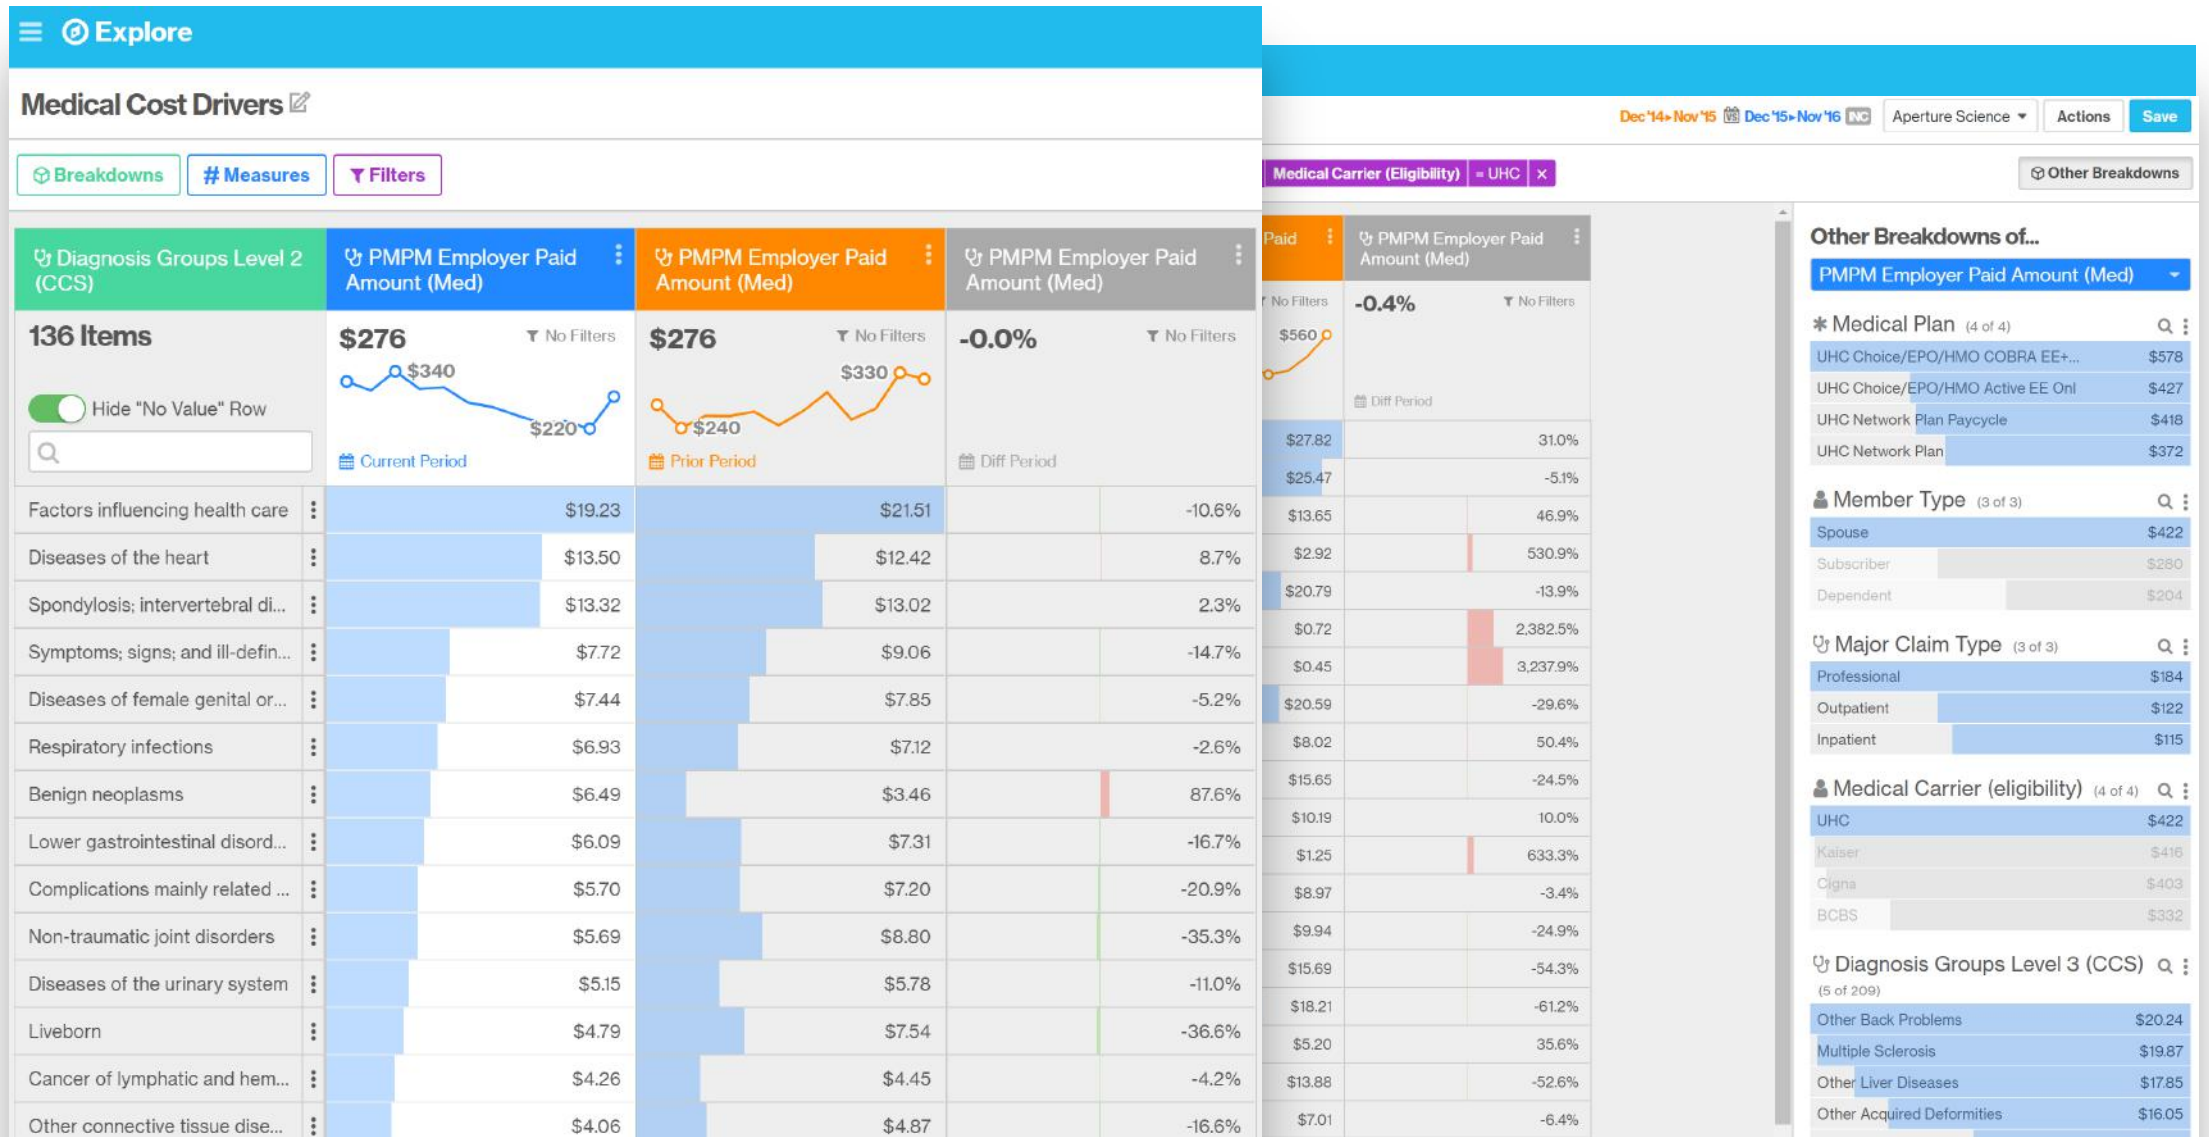 Explore
Medical Cost Drivers
Breakdowns
# Measures
Filters
Diagnosis Groups Level 2
(CCS)
PMPM Employer Paid
Amount (Med)
PMPM Employer Paid
Amount (Med)
PMPM Employer Paid
Amount (Med)
136 Items
Hide "No Value" Row
$276
No Filters
$340
$220
Current Period
$276
No Filters
$330
$240
Prior Period
-0.0%
No Filters
Diff Period
Factors influencing health care $19.23 $21.51 -10.6%
Diseases of the heart $13.50 $12.42 8.7%
Spondylosis; intervertebral di... $13.32 $13.02 2.3%
Symptoms; signs; and ill-defin... $7.72 $9.06 -14.7%
Diseases of female genital or... $7.44 $7.85 -5.2%
Respiratory infections $6.93 $7.12 -2.6%
Benign neoplasms $6.49 $3.46 87.6%
Lower gastrointestinal disord... $6.09 $7.31 -16.7%
Complications mainly related ... $5.70 $7.20 -20.9%
Non-traumatic joint disorders $5.69 $8.80 -35.3%
Diseases of the urinary system $5.15 $5.78 -11.0%
Liveborn $4.79 $7.54 -36.6%
Cancer of lymphatic and hem... $4.26 $4.45 -4.2%
Other connective tissue dise... $4.06 $4.87 -16.6%
Dec'14▸Nov'15 VS Dec'15▸Nov'16 INC
Aperture Science
Actions
Save
Medical Carrier (Eligibility) = UHC ×
Other Breakdowns
Paid
PMPM Employer Paid
Amount (Med)
No Filters
$560
-0.4%
No Filters
Diff Period
$27.82 31.0%
$25.47 -5.1%
$13.65 46.9%
$2.92 530.9%
$20.79 -13.9%
$0.72 2,382.5%
$0.45 3,237.9%
$20.59 -29.6%
$8.02 50.4%
$15.65 -24.5%
$10.19 10.0%
$1.25 633.3%
$8.97 -3.4%
$9.94 -24.9%
$15.69 -54.3%
$18.21 -61.2%
$5.20 35.6%
$13.88 -52.6%
$7.01 -6.4%
Other Breakdowns of...
PMPM Employer Paid Amount (Med)
Medical Plan (4 of 4)
UHC Choice/EPO/HMO COBRA EE+... $578
UHC Choice/EPO/HMO Active EE Onl $427
UHC Network Plan Paycycle $418
UHC Network Plan $372
Member Type (3 of 3)
Spouse $422
Subscriber $280
Dependent $204
Major Claim Type (3 of 3)
Professional $184
Outpatient $122
Inpatient $115
Medical Carrier (eligibility) (4 of 4)
UHC $422
Kaiser $416
Cigna $403
BCBS $332
Diagnosis Groups Level 3 (CCS)
(5 of 209)
Other Back Problems $20.24
Multiple Sclerosis $19.87
Other Liver Diseases $17.85
Other Acquired Deformities $16.05